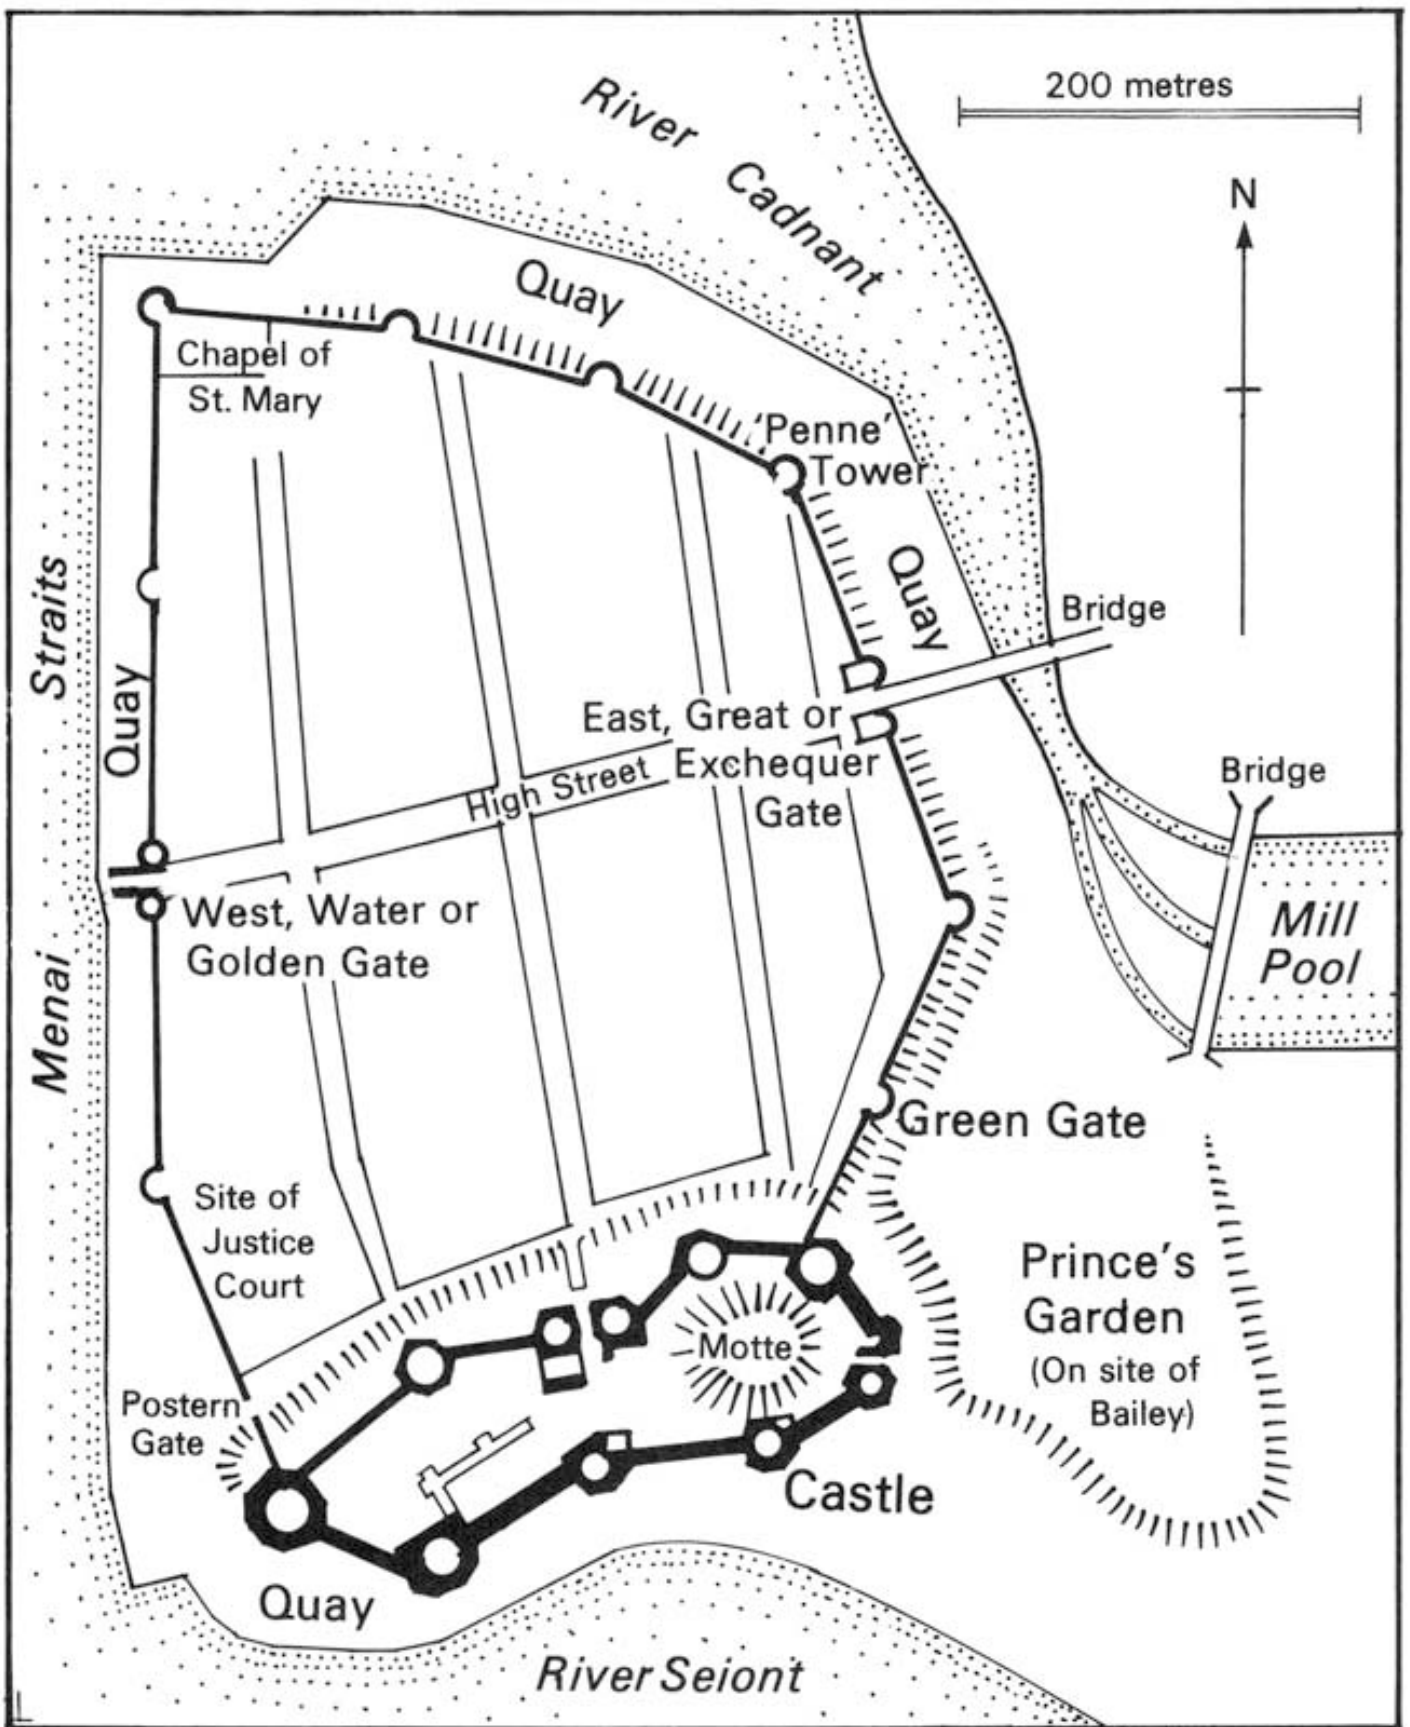 200 metres
N
River
Cadnant
Quay
Chapel of
St. Mary
'Penne'
Tower
Quay
Straits
Menai
Quay
Bridge
East, Great or
Exchequer
Gate
High Street
Bridge
Mill
Pool
West, Water or
Golden Gate
Green Gate
Site of
Justice
Court
Prince's
Garden
(On site of
Bailey)
Motte
Postern
Gate
Castle
Quay
River Seiont